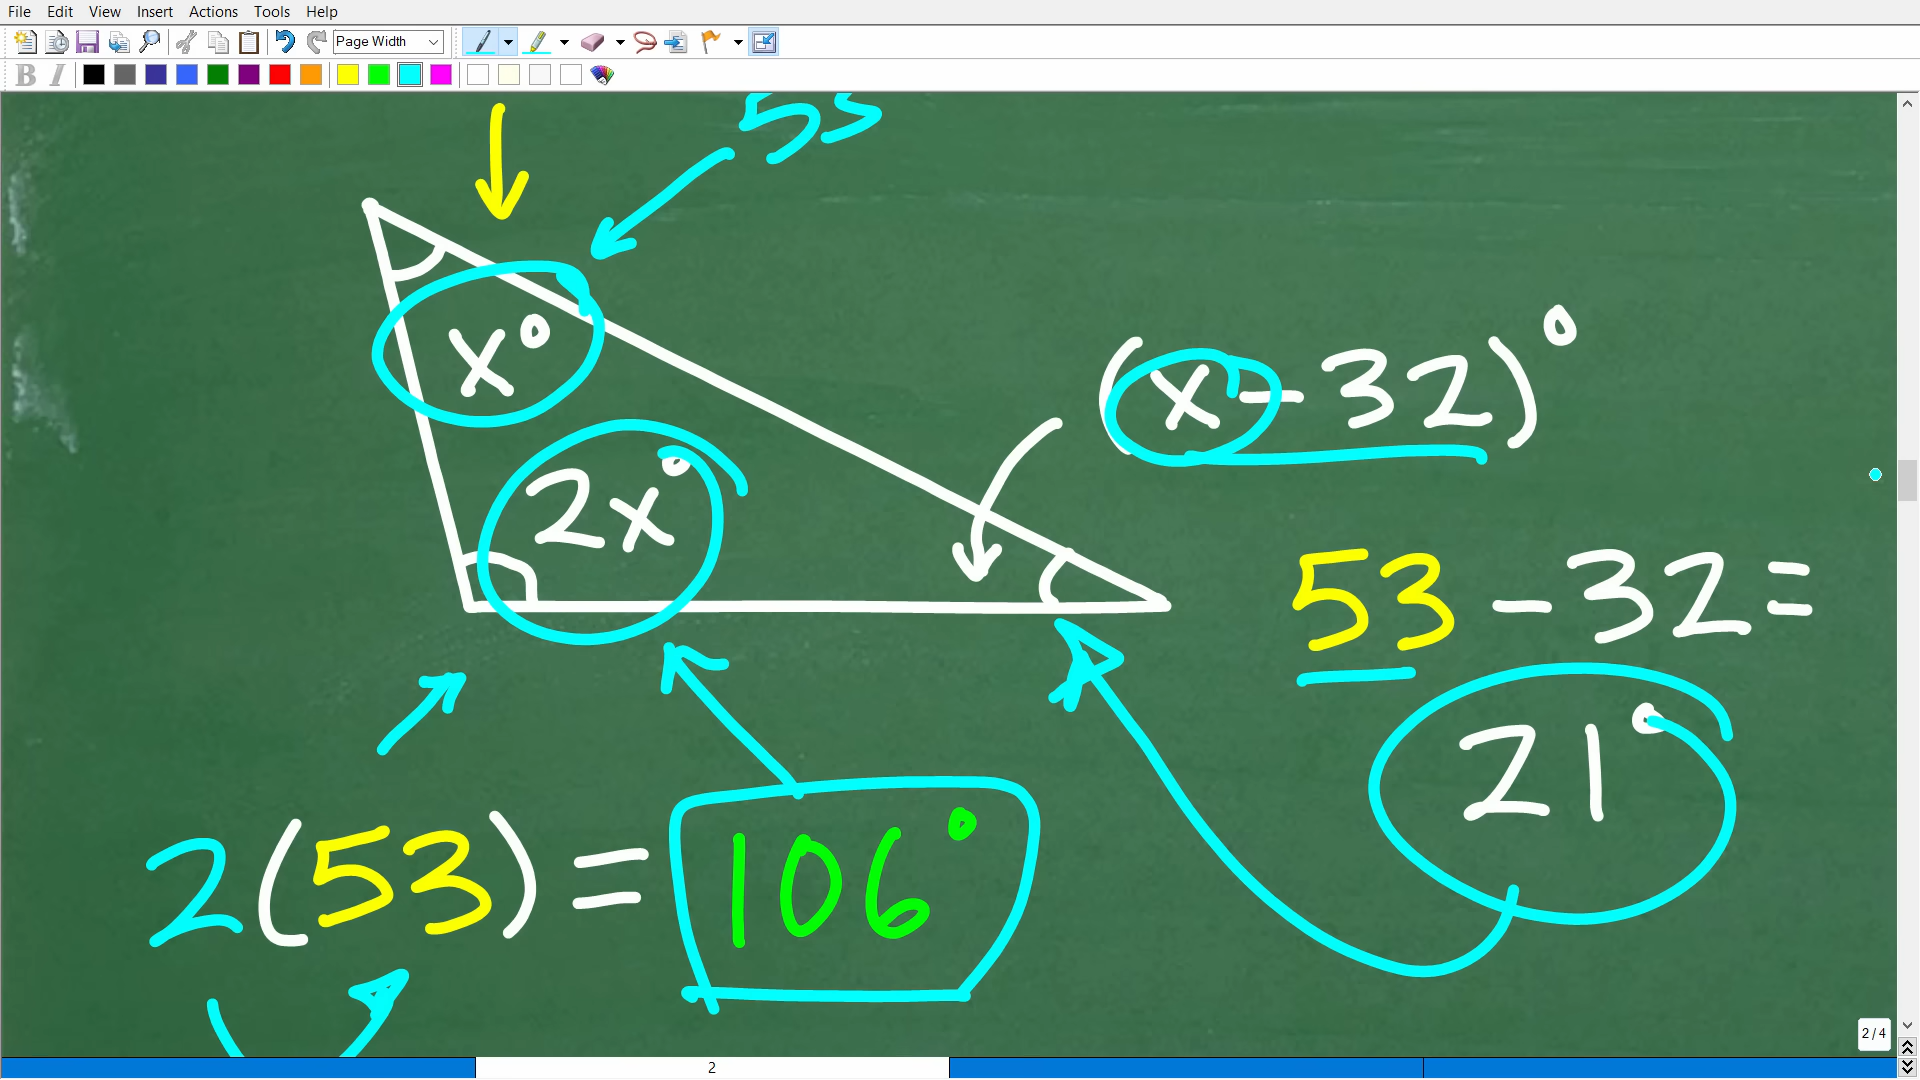 File Edit View Insert Actions Tools Help
Page Width
B I
53
x°
(x - 32)°
2x°
53 - 32 =
21°
2(53) = 106°
2 / 4
2